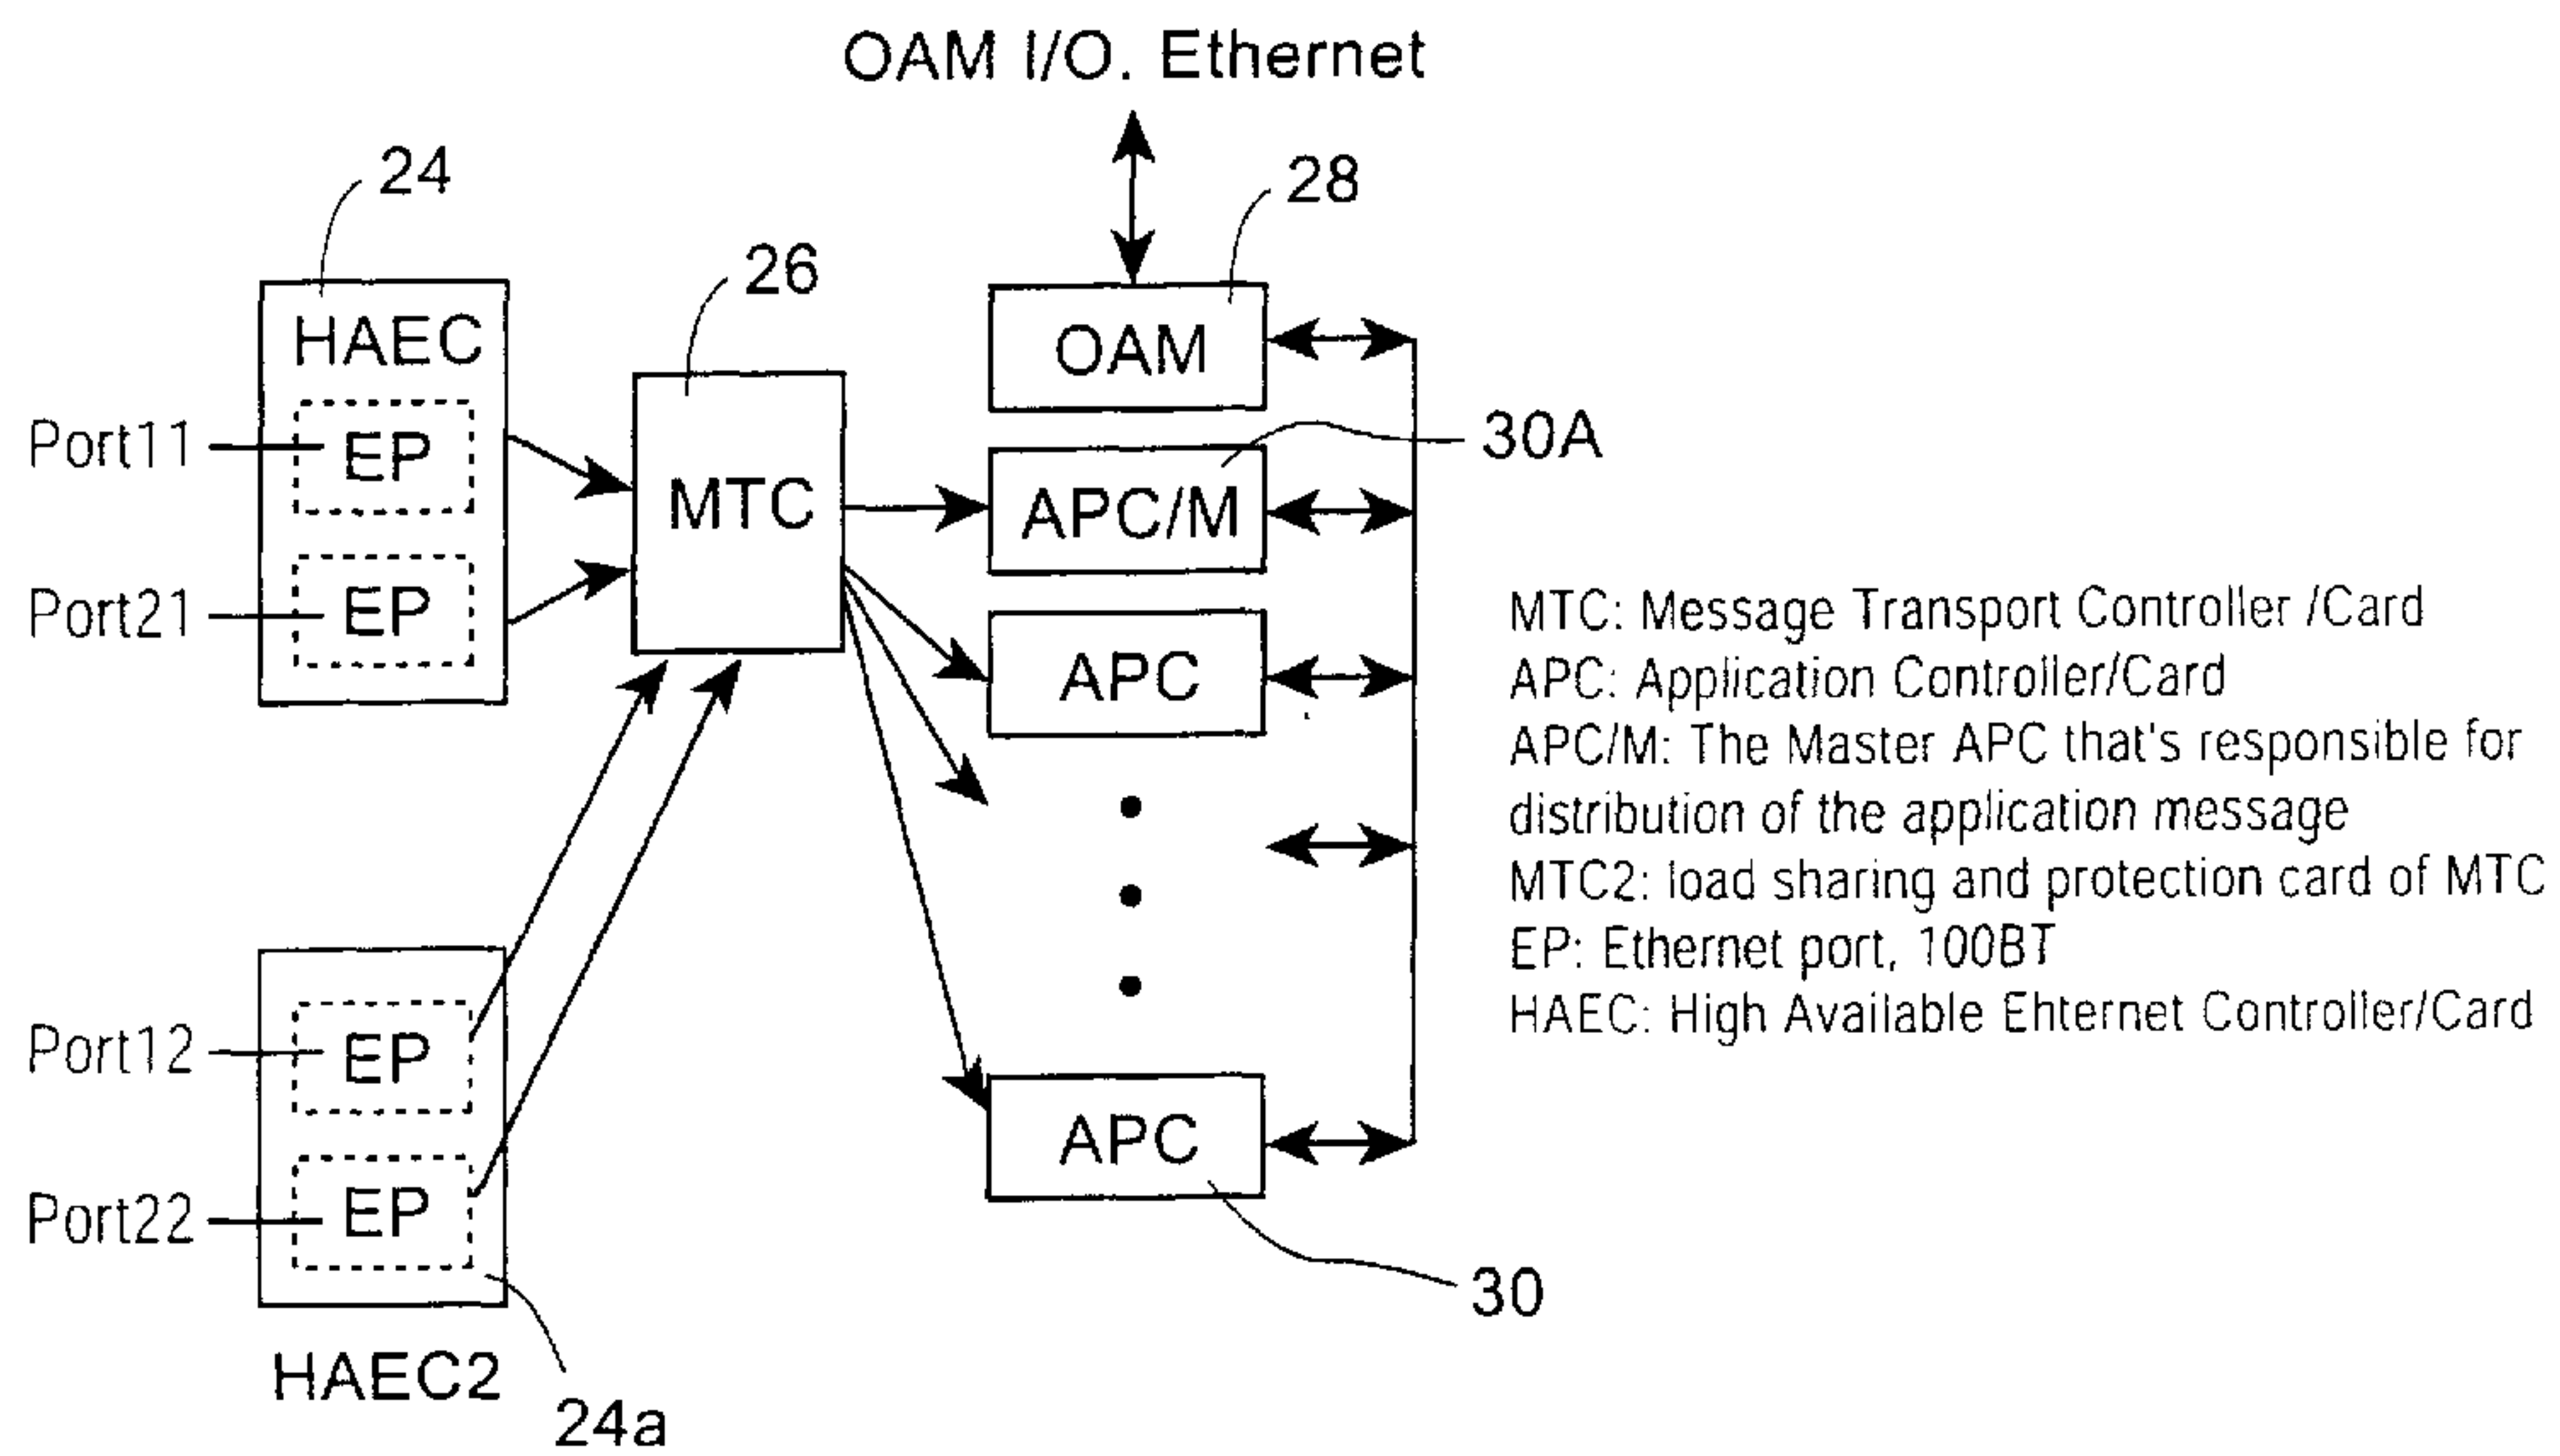 OAM I/O. Ethernet
24
28
26
HAEC
OAM
30A
Port11
EP
MTC
APC/M
Port21
EP
APC
MTC: Message Transport Controller /Card
APC: Application Controller/Card
APC/M: The Master APC that's responsible for
distribution of the application message
MTC2: load sharing and protection card of MTC
EP: Ethernet port, 100BT
HAEC: High Available Ehternet Controller/Card
Port12
EP
APC
Port22
EP
30
HAEC2
24a